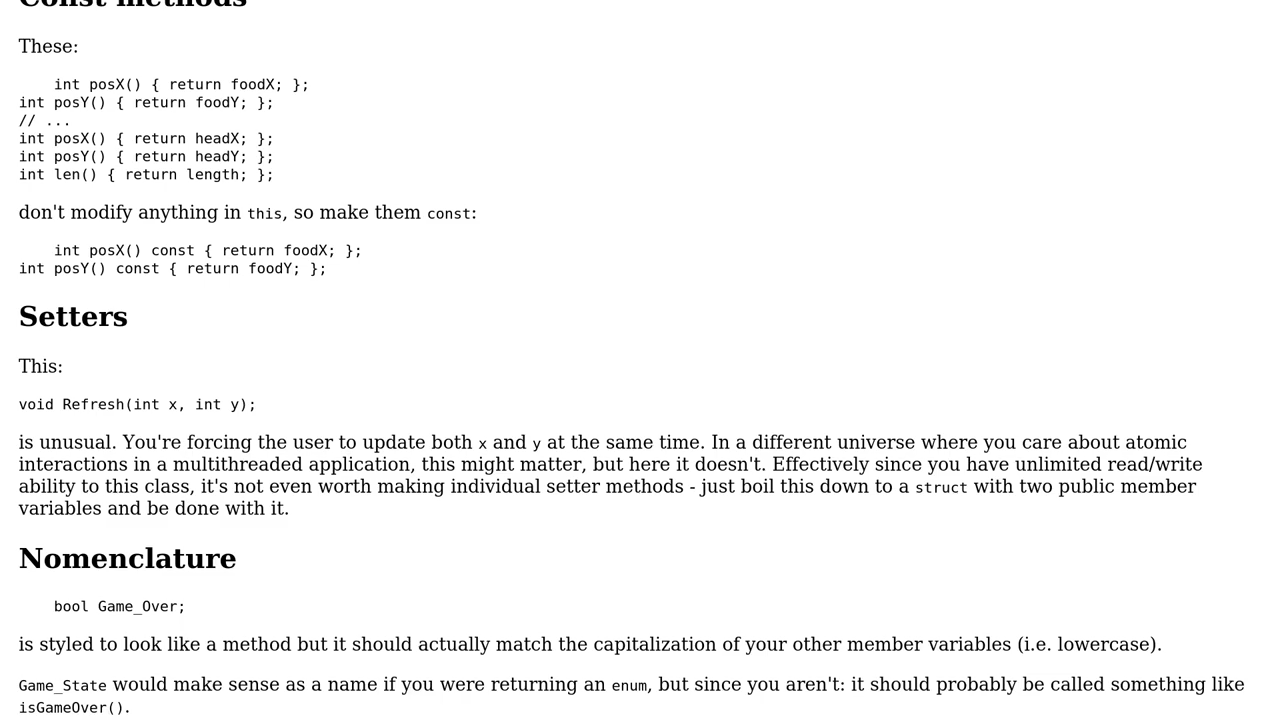 Const methods
These:
int posX() { return foodX; };
int posY() { return foodY; };
// ...
int posX() { return headX; };
int posY() { return headY; };
int len() { return length; };
don't modify anything in this, so make them const:
int posX() const { return foodX; };
int posY() const { return foodY; };
Setters
This:
void Refresh(int x, int y);
is unusual. You're forcing the user to update both x and y at the same time. In a different universe where you care about atomic
interactions in a multithreaded application, this might matter, but here it doesn't. Effectively since you have unlimited read/write
ability to this class, it's not even worth making individual setter methods - just boil this down to a struct with two public member
variables and be done with it.
Nomenclature
bool Game_Over;
is styled to look like a method but it should actually match the capitalization of your other member variables (i.e. lowercase).
Game_State would make sense as a name if you were returning an enum, but since you aren't: it should probably be called something like
isGameOver().